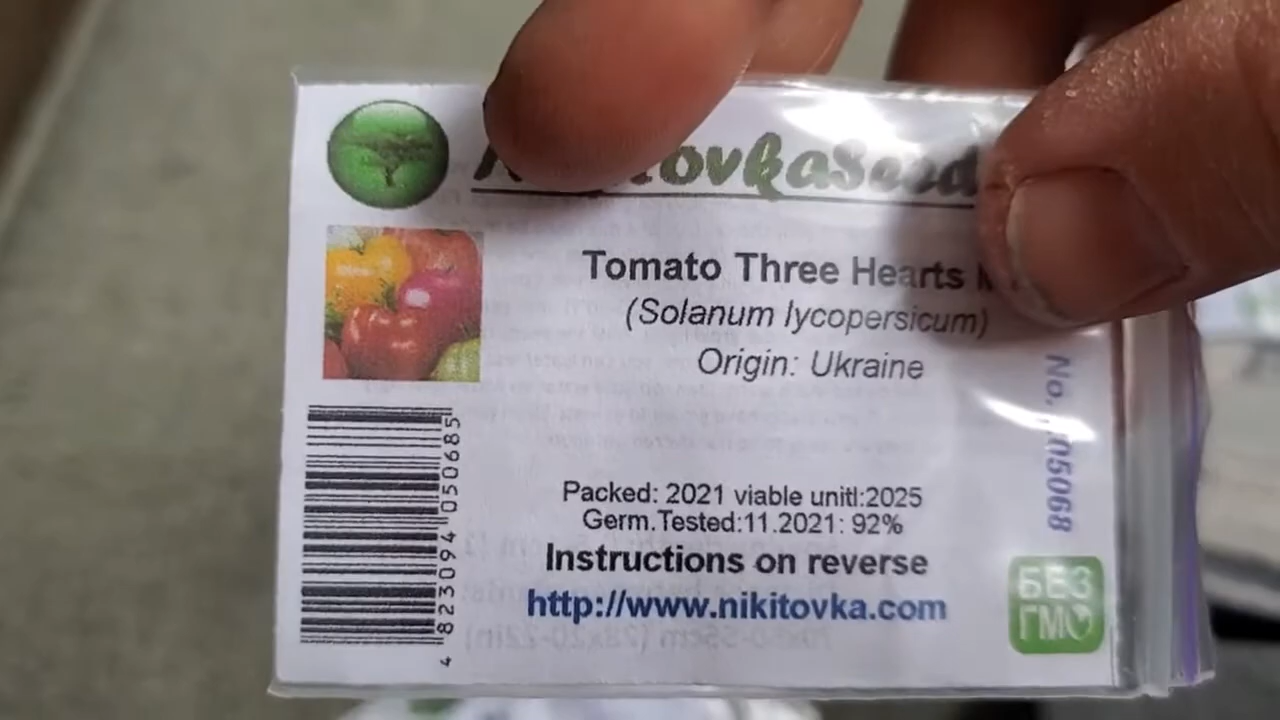 Tomato Three Hearts
(Solanum lycopersicum)
Origin: Ukraine
Packed: 2021 viable unitl:2025
Germ.Tested:11.2021: 92%
Instructions on reverse
http://www.nikitovka.com
4 823094 050685
БЕЗ
ГМО